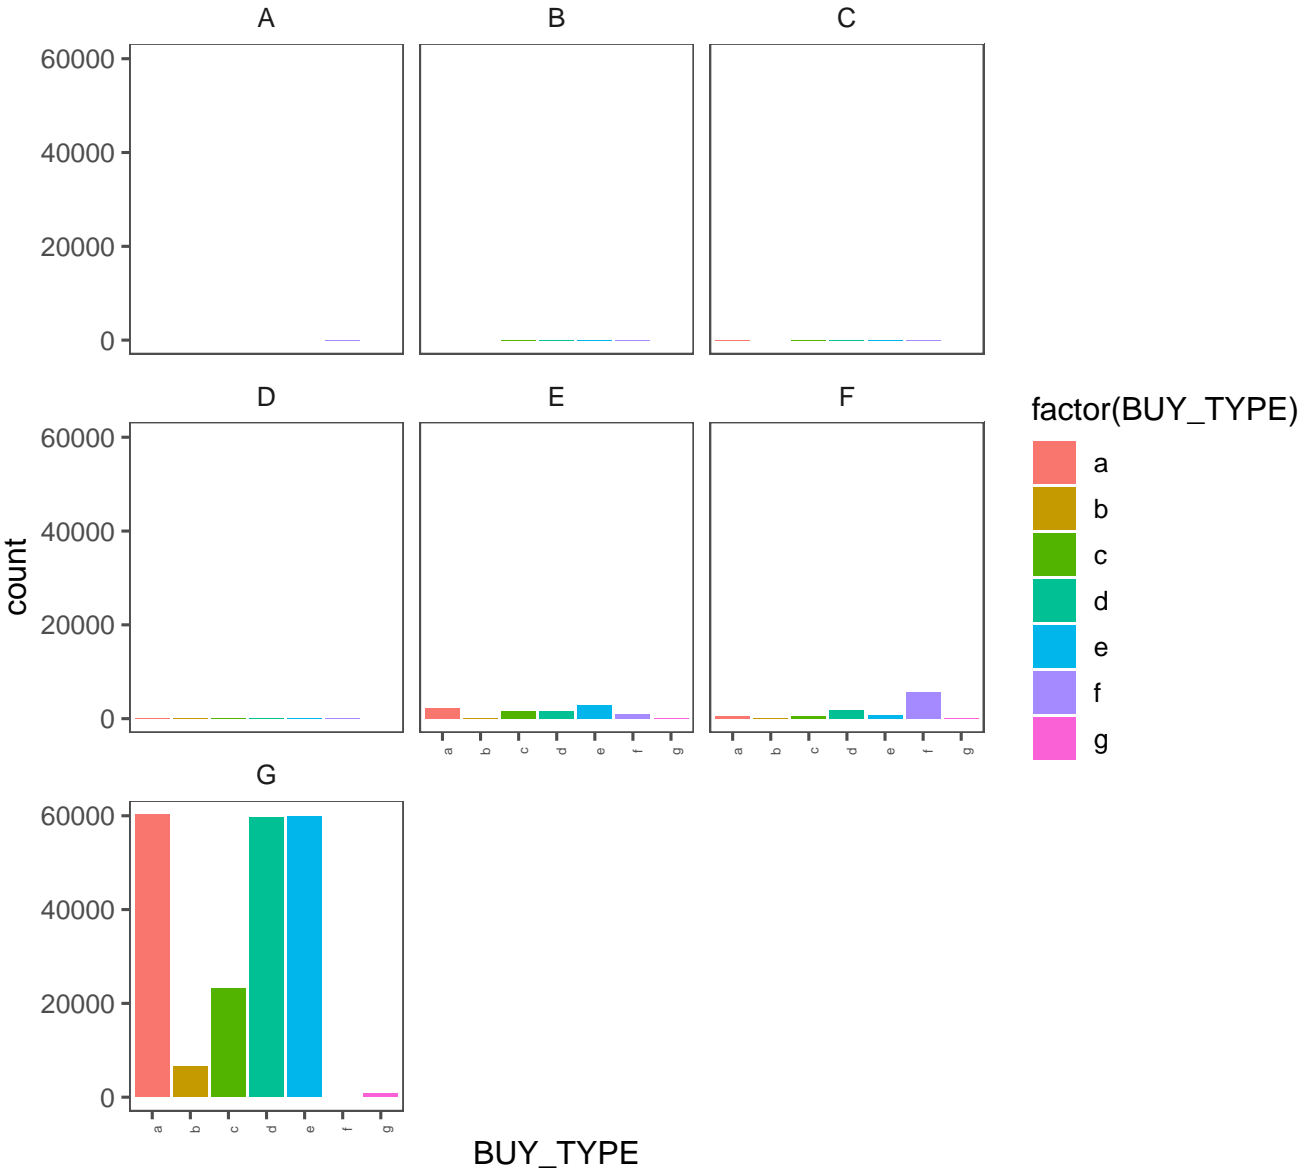 A B C
60000
40000
20000
0
D E F
60000
40000
20000
0
a b c d e f g a b c d e f g
G
60000
40000
20000
0
a b c d e f g
BUY_TYPE
count
factor(BUY_TYPE)
a
b
c
d
e
f
g